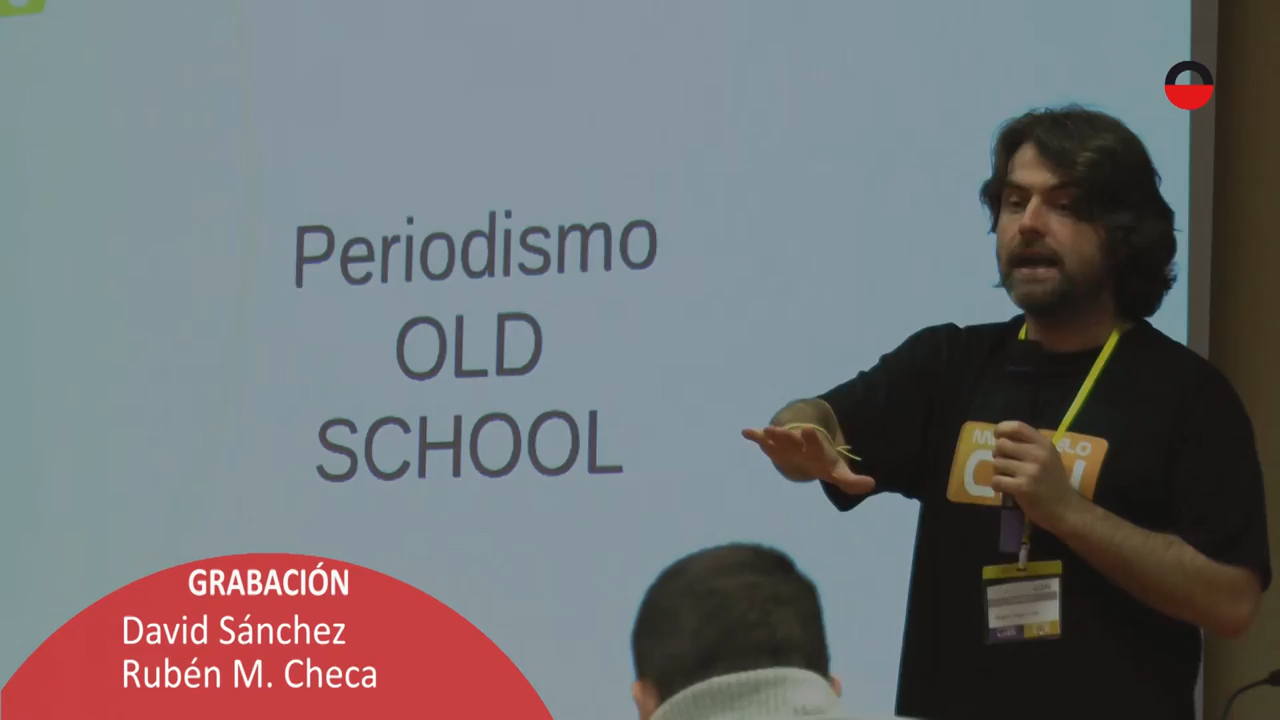 Periodismo
OLD
SCHOOL
GRABACIÓN
David Sánchez
Rubén M. Checa